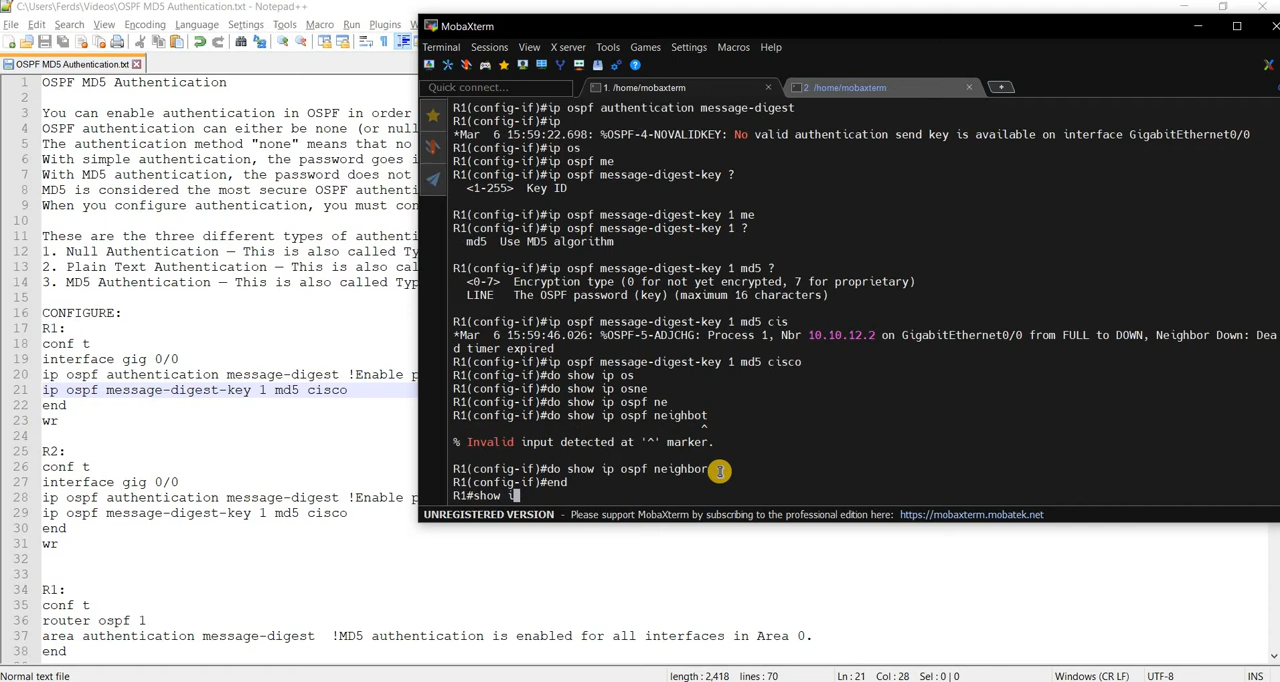 C:\Users\Ferds\Videos\OSPF MD5 Authentication.txt - Notepad++
File Edit Search View Encoding Language Settings Tools Macro Run Plugins
OSPF MD5 Authentication.txt
1 OSPF MD5 Authentication
2
3 You can enable authentication in OSPF in order
4 OSPF authentication can either be none (or null
5 The authentication method "none" means that no
6 With simple authentication, the password goes i
7 With MD5 authentication, the password does not
8 MD5 is considered the most secure OSPF authenti
9 When you configure authentication, you must con
10
11 These are the three different types of authenti
12 1. Null Authentication — This is also called Ty
13 2. Plain Text Authentication — This is also cal
14 3. MD5 Authentication — This is also called Typ
15
16 CONFIGURE:
17 R1:
18 conf t
19 interface gig 0/0
20 ip ospf authentication message-digest !Enable p
21 ip ospf message-digest-key 1 md5 cisco
22 end
23 wr
24
25 R2:
26 conf t
27 interface gig 0/0
28 ip ospf authentication message-digest !Enable p
29 ip ospf message-digest-key 1 md5 cisco
30 end
31 wr
32
33
34 R1:
35 conf t
36 router ospf 1
37 area authentication message-digest  !MD5 authentication is enabled for all interfaces in Area 0.
38 end
Normal text file
length : 2,418 lines : 70
Ln : 21 Col : 28 Sel : 0 | 0
Windows (CR LF)
UTF-8
INS
MobaXterm
Terminal Sessions View X server Tools Games Settings Macros Help
Quick connect...
1. /home/mobaxterm
2. /home/mobaxterm
R1(config-if)#ip ospf authentication message-digest
R1(config-if)#ip
*Mar  6 15:59:22.698: %OSPF-4-NOVALIDKEY: No valid authentication send key is available on interface GigabitEthernet0/0
R1(config-if)#ip os
R1(config-if)#ip ospf me
R1(config-if)#ip ospf message-digest-key ?
<1-255>  Key ID
R1(config-if)#ip ospf message-digest-key 1 me
R1(config-if)#ip ospf message-digest-key 1 ?
md5  Use MD5 algorithm
R1(config-if)#ip ospf message-digest-key 1 md5 ?
<0-7>  Encryption type (0 for not yet encrypted, 7 for proprietary)
LINE   The OSPF password (key) (maximum 16 characters)
R1(config-if)#ip ospf message-digest-key 1 md5 cis
*Mar  6 15:59:46.026: %OSPF-5-ADJCHG: Process 1, Nbr 10.10.12.2 on GigabitEthernet0/0 from FULL to DOWN, Neighbor Down: Dea
d timer expired
R1(config-if)#ip ospf message-digest-key 1 md5 cisco
R1(config-if)#do show ip os
R1(config-if)#do show ip osne
R1(config-if)#do show ip ospf ne
R1(config-if)#do show ip ospf neighbot
^
% Invalid input detected at '^' marker.
R1(config-if)#do show ip ospf neighbor
R1(config-if)#end
R1#show i
UNREGISTERED VERSION - Please support MobaXterm by subscribing to the professional edition here: https://mobaxterm.mobatek.net